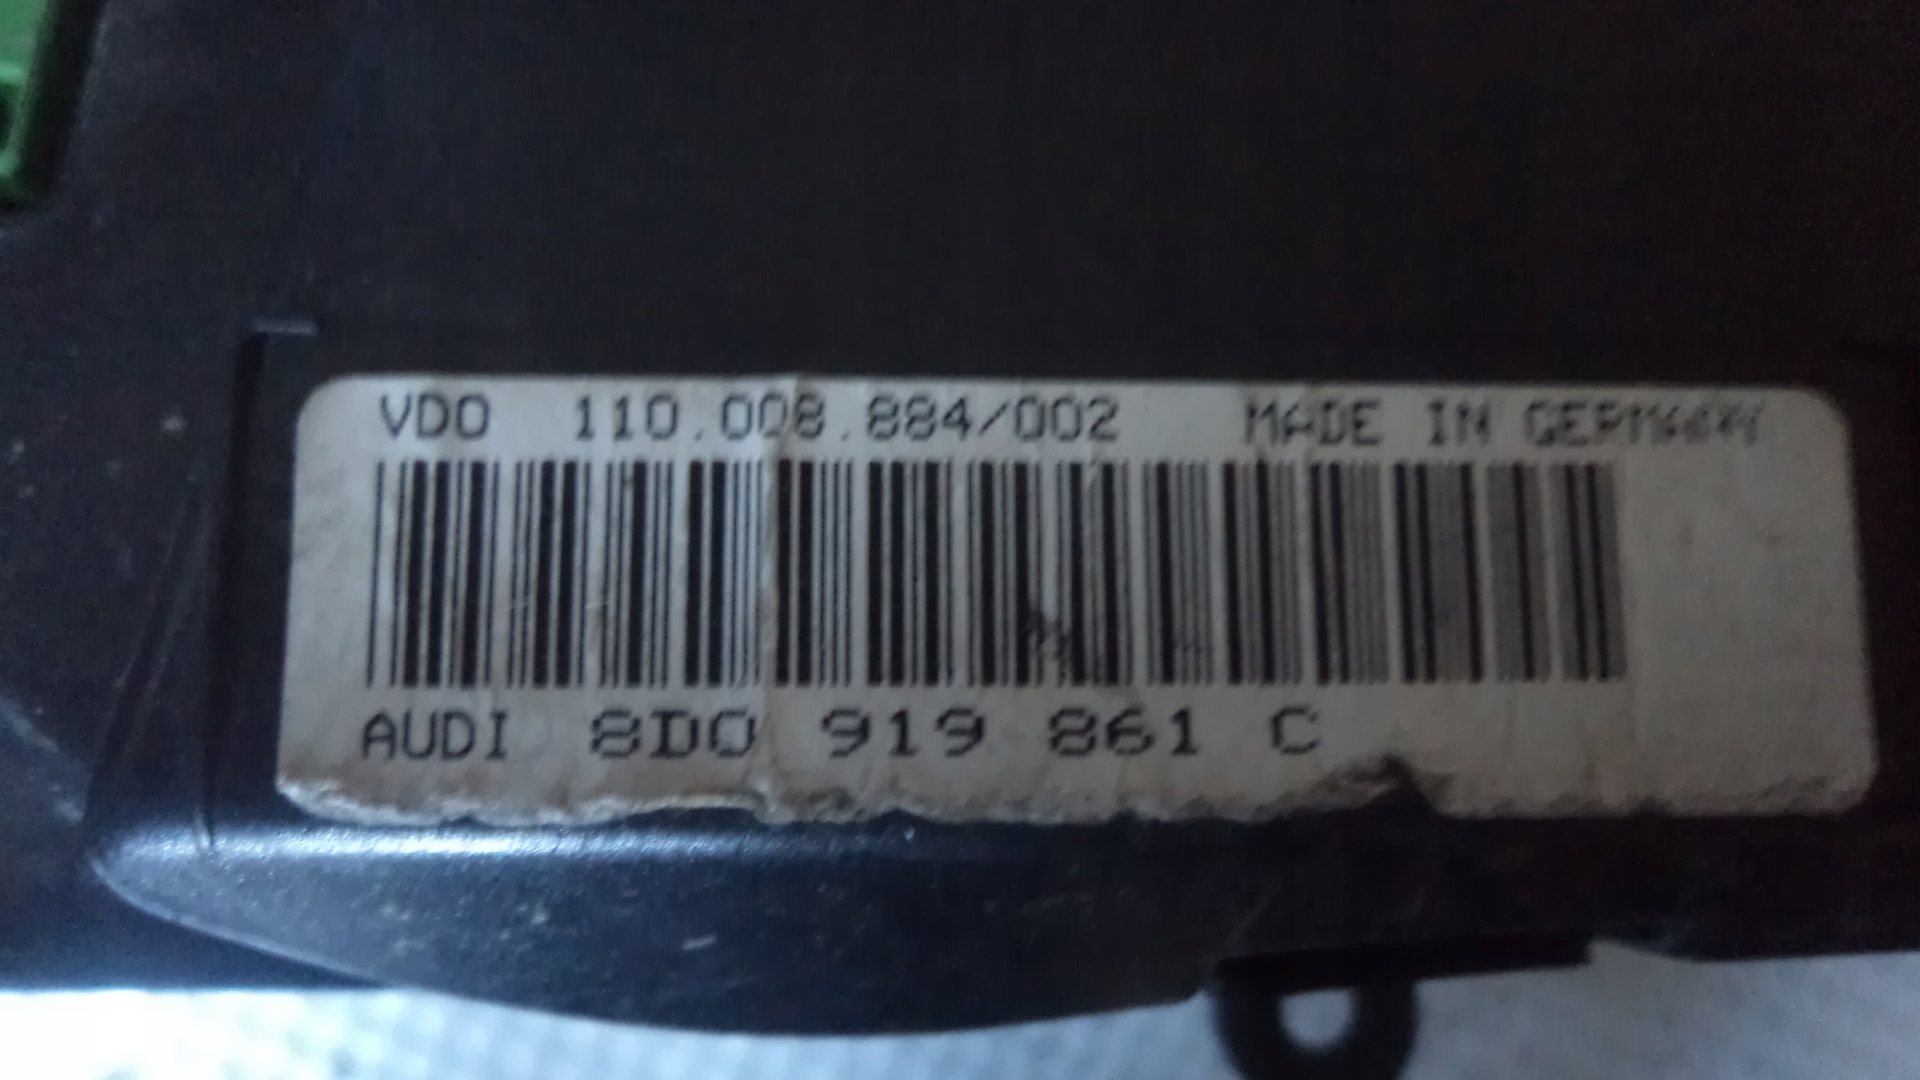 VDO 110.008.884/002 MADE IN GERMANY
AUDI 8D0 919 861 C